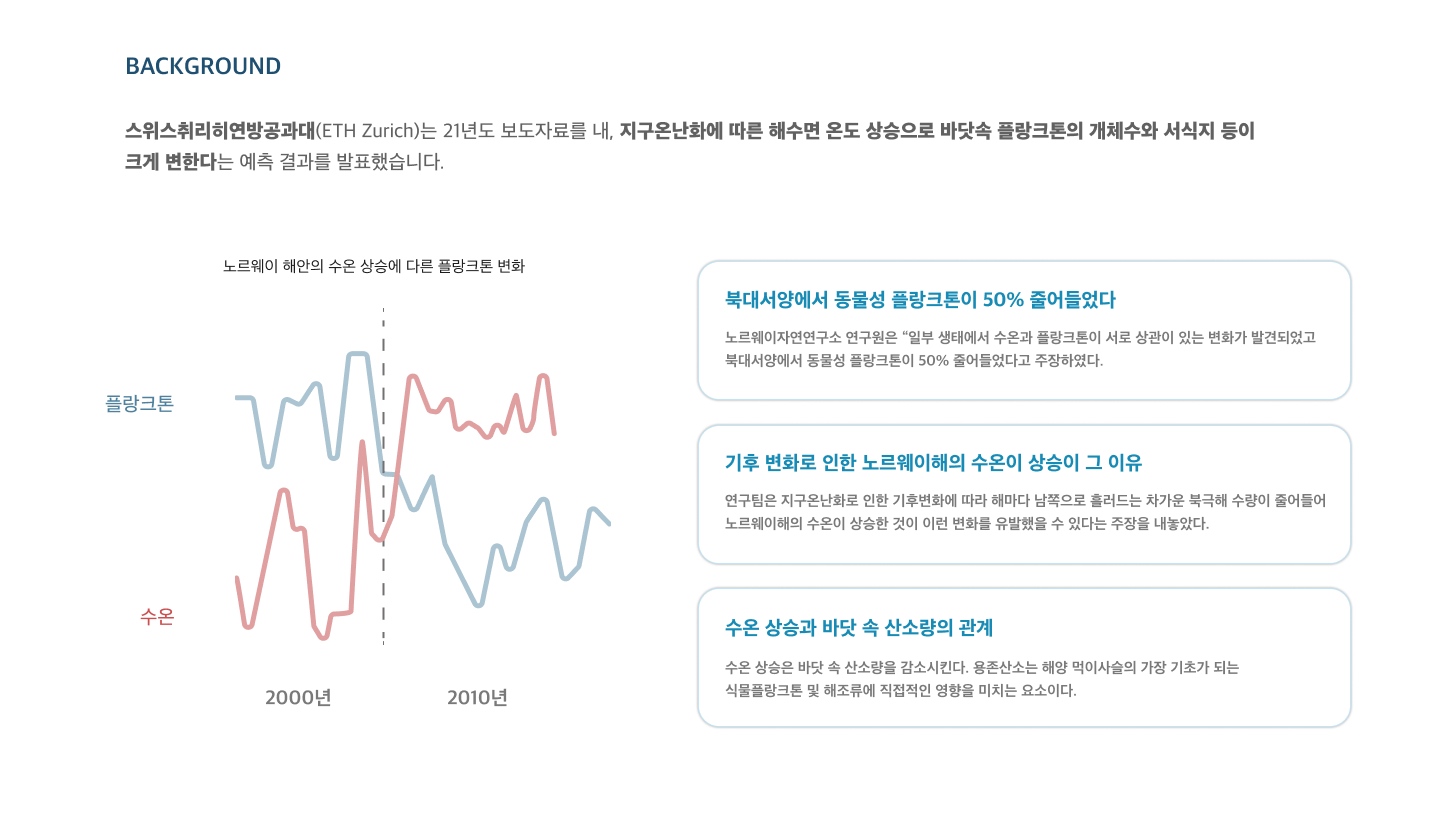 BACKGROUND
스위스취리히연방공과대(ETH Zurich)는 21년도 보도자료를 내, 지구온난화에 따른 해수면 온도 상승으로 바닷속 플랑크톤의 개체수와 서식지 등이
크게 변한다는 예측 결과를 발표했습니다.
노르웨이 해안의 수온 상승에 다른 플랑크톤 변화
플랑크톤
수온
2000년
2010년
북대서양에서 동물성 플랑크톤이 50% 줄어들었다
노르웨이자연연구소 연구원은 “일부 생태에서 수온과 플랑크톤이 서로 상관이 있는 변화가 발견되었고
북대서양에서 동물성 플랑크톤이 50% 줄어들었다고 주장하였다.
기후 변화로 인한 노르웨이해의 수온이 상승이 그 이유
연구팀은 지구온난화로 인한 기후변화에 따라 해마다 남쪽으로 흘러드는 차가운 북극해 수량이 줄어들어
노르웨이해의 수온이 상승한 것이 이런 변화를 유발했을 수 있다는 주장을 내놓았다.
수온 상승과 바닷 속 산소량의 관계
수온 상승은 바닷 속 산소량을 감소시킨다. 용존산소는 해양 먹이사슬의 가장 기초가 되는
식물플랑크톤 및 해조류에 직접적인 영향을 미치는 요소이다.